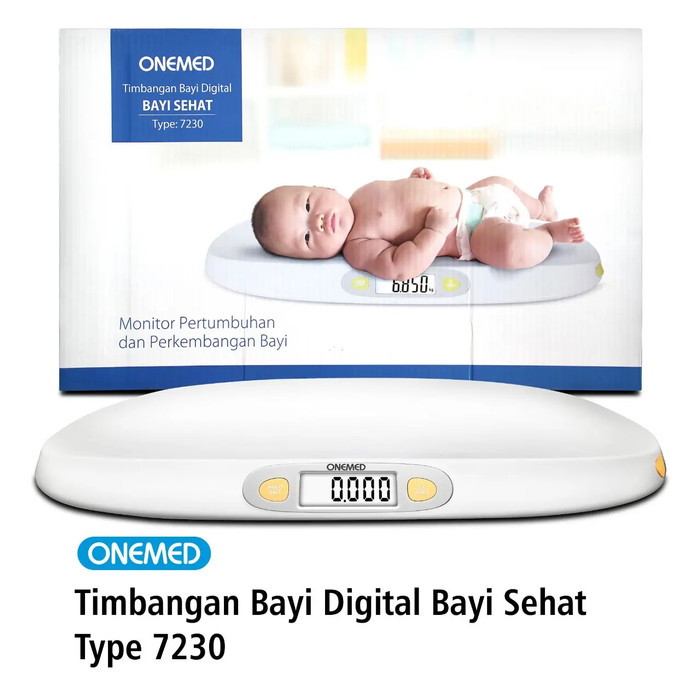 ONEMED
Timbangan Bayi Digital
BAYI SEHAT
Type: 7230
6.850 kg
Monitor Pertumbuhan
dan Perkembangan Bayi
ONEMED
0.000
ONEMED
Timbangan Bayi Digital Bayi Sehat
Type 7230